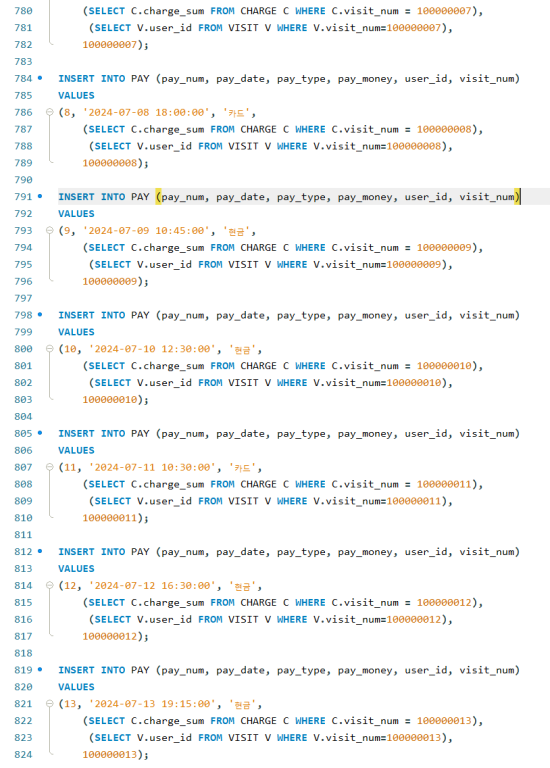 780 (SELECT C.charge_sum FROM CHARGE C WHERE C.visit_num = 100000007),
781 (SELECT V.user_id FROM VISIT V WHERE V.visit_num=100000007),
782 100000007);
783
784 INSERT INTO PAY (pay_num, pay_date, pay_type, pay_money, user_id, visit_num)
785 VALUES
786 (8, '2024-07-08 18:00:00', '카드',
787 (SELECT C.charge_sum FROM CHARGE C WHERE C.visit_num = 100000008),
788 (SELECT V.user_id FROM VISIT V WHERE V.visit_num=100000008),
789 100000008);
790
791 INSERT INTO PAY (pay_num, pay_date, pay_type, pay_money, user_id, visit_num)
792 VALUES
793 (9, '2024-07-09 10:45:00', '현금',
794 (SELECT C.charge_sum FROM CHARGE C WHERE C.visit_num = 100000009),
795 (SELECT V.user_id FROM VISIT V WHERE V.visit_num=100000009),
796 100000009);
797
798 INSERT INTO PAY (pay_num, pay_date, pay_type, pay_money, user_id, visit_num)
799 VALUES
800 (10, '2024-07-10 12:30:00', '현금',
801 (SELECT C.charge_sum FROM CHARGE C WHERE C.visit_num = 100000010),
802 (SELECT V.user_id FROM VISIT V WHERE V.visit_num=100000010),
803 100000010);
804
805 INSERT INTO PAY (pay_num, pay_date, pay_type, pay_money, user_id, visit_num)
806 VALUES
807 (11, '2024-07-11 10:30:00', '카드',
808 (SELECT C.charge_sum FROM CHARGE C WHERE C.visit_num = 100000011),
809 (SELECT V.user_id FROM VISIT V WHERE V.visit_num=100000011),
810 100000011);
811
812 INSERT INTO PAY (pay_num, pay_date, pay_type, pay_money, user_id, visit_num)
813 VALUES
814 (12, '2024-07-12 16:30:00', '현금',
815 (SELECT C.charge_sum FROM CHARGE C WHERE C.visit_num = 100000012),
816 (SELECT V.user_id FROM VISIT V WHERE V.visit_num=100000012),
817 100000012);
818
819 INSERT INTO PAY (pay_num, pay_date, pay_type, pay_money, user_id, visit_num)
820 VALUES
821 (13, '2024-07-13 19:15:00', '현금',
822 (SELECT C.charge_sum FROM CHARGE C WHERE C.visit_num = 100000013),
823 (SELECT V.user_id FROM VISIT V WHERE V.visit_num=100000013),
824 100000013);